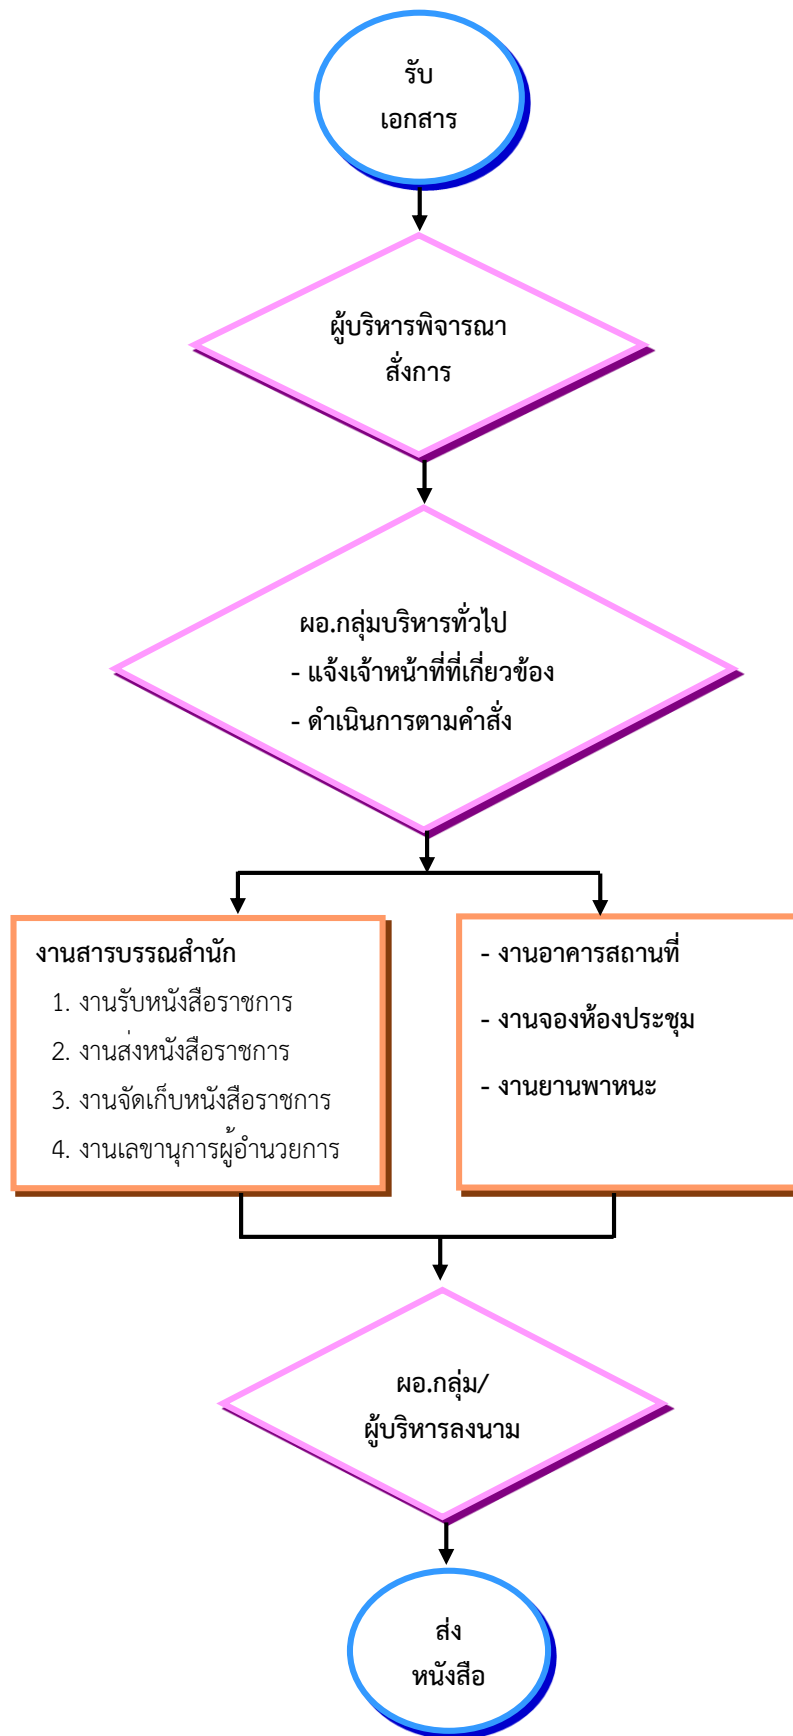 รับ
เอกสาร
ผู้บริหารพิจารณา
สั่งการ
ผอ.กลุ่มบริหารทั่วไป
- แจ้งเจ้าหน้าที่ที่เกี่ยวข้อง
- ดำเนินการตามคำสั่ง
งานสารบรรณสำนัก
1. งานรับหนังสือราชการ
2. งานส่งหนังสือราชการ
3. งานจัดเก็บหนังสือราชการ
4. งานเลขานุการผู้อำนวยการ
- งานอาคารสถานที่
- งานจองห้องประชุม
- งานยานพาหนะ
ผอ.กลุ่ม/
ผู้บริหารลงนาม
ส่ง
หนังสือ